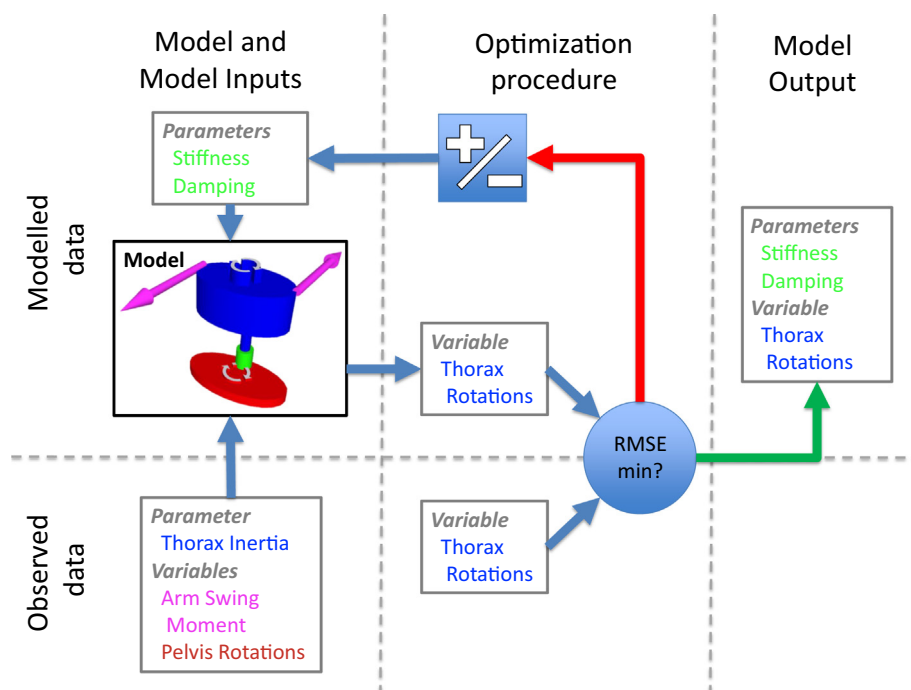 Model and
Model Inputs
Optimization
procedure
Model
Output
Modelled
data
Parameters
Stiffness
Damping
Model
Variable
Thorax
Rotations
RMSE
min?
Parameters
Stiffness
Damping
Variable
Thorax
Rotations
Observed
data
Parameter
Thorax Inertia
Variables
Arm Swing
Moment
Pelvis Rotations
Variable
Thorax
Rotations